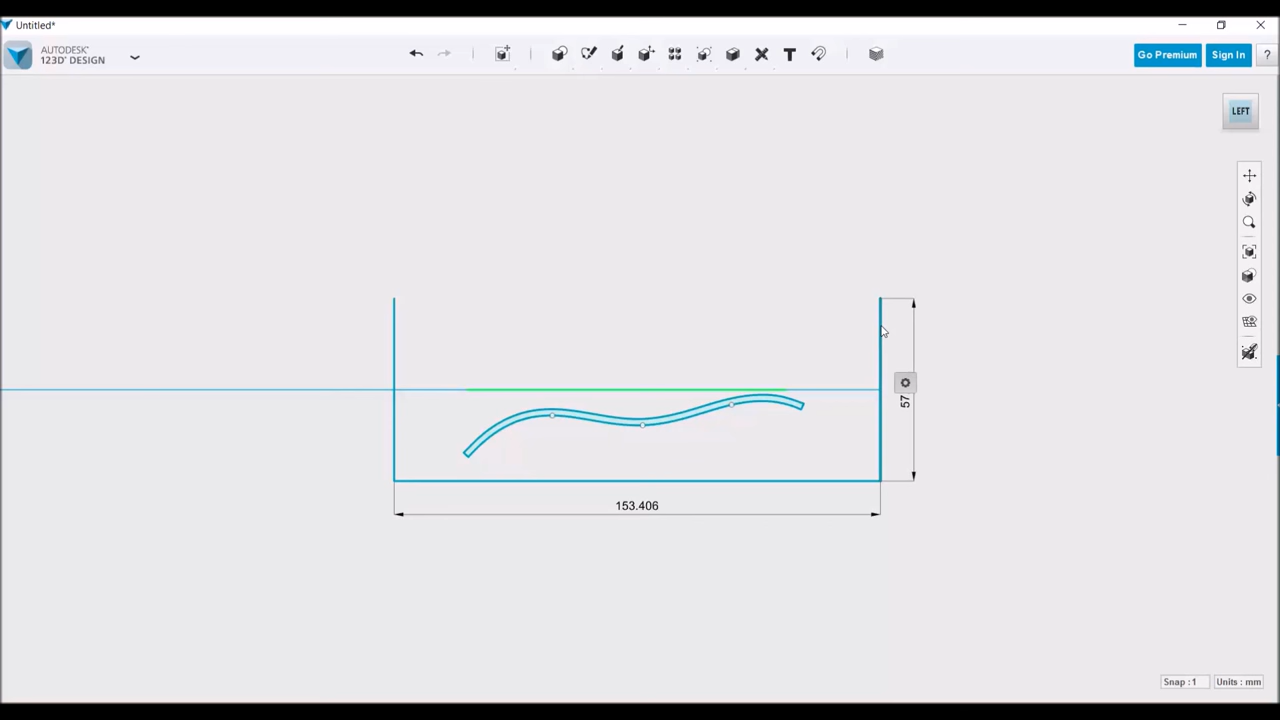 Untitled*
AUTODESK®
123D® DESIGN
T
Go Premium
Sign In
?
LEFT
57
153.406
Snap : 1
Units : mm